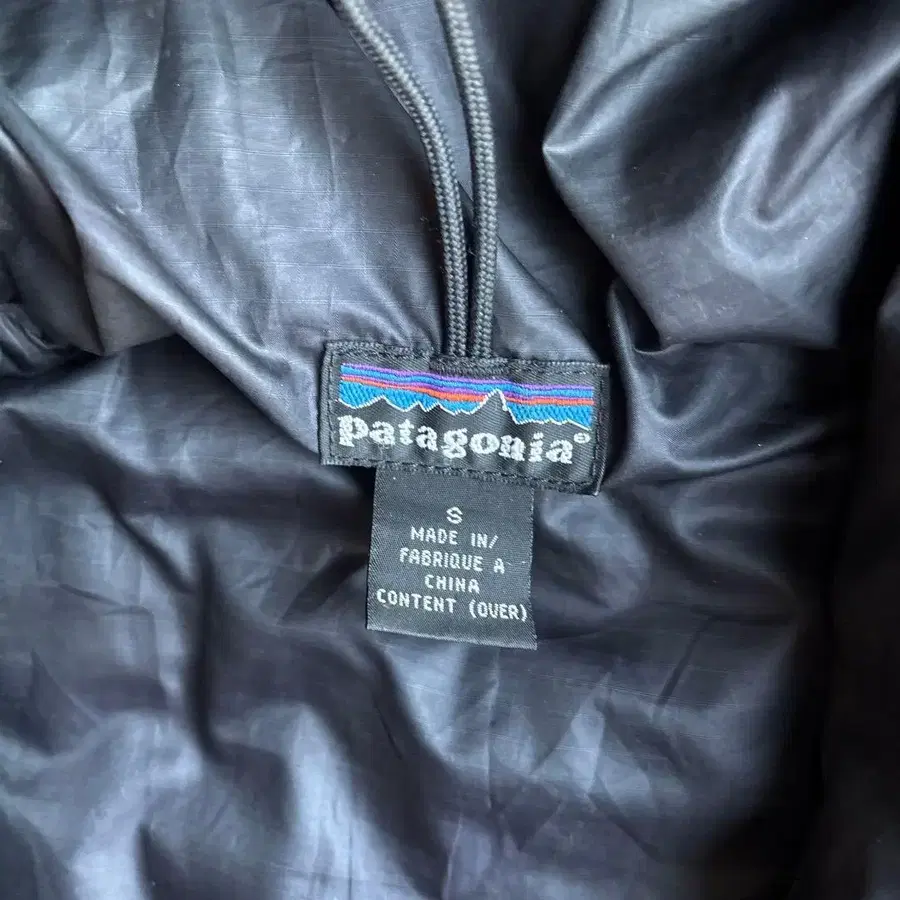 patagonia®
S
MADE IN/
FABRIQUE A
CHINA
CONTENT (OVER)